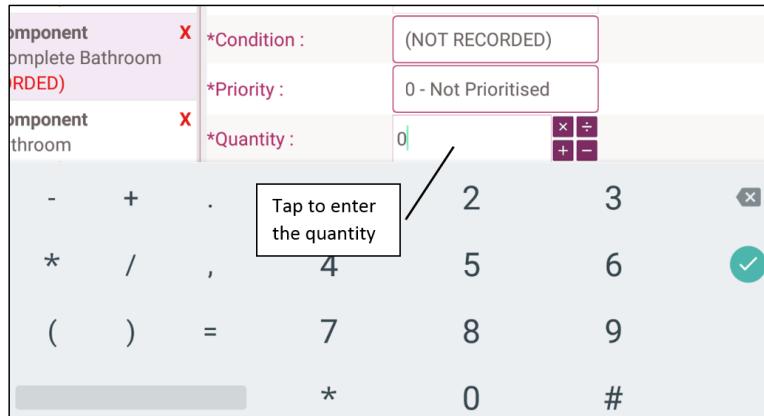 omponent X
omplete Bathroom
RDED)
omponent X
throom
*Condition : (NOT RECORDED)
*Priority : 0 - Not Prioritised
*Quantity : 0 × ÷
+ −
Tap to enter
the quantity
- + . 2 3
* / , 4 5 6
( ) = 7 8 9
* 0 #